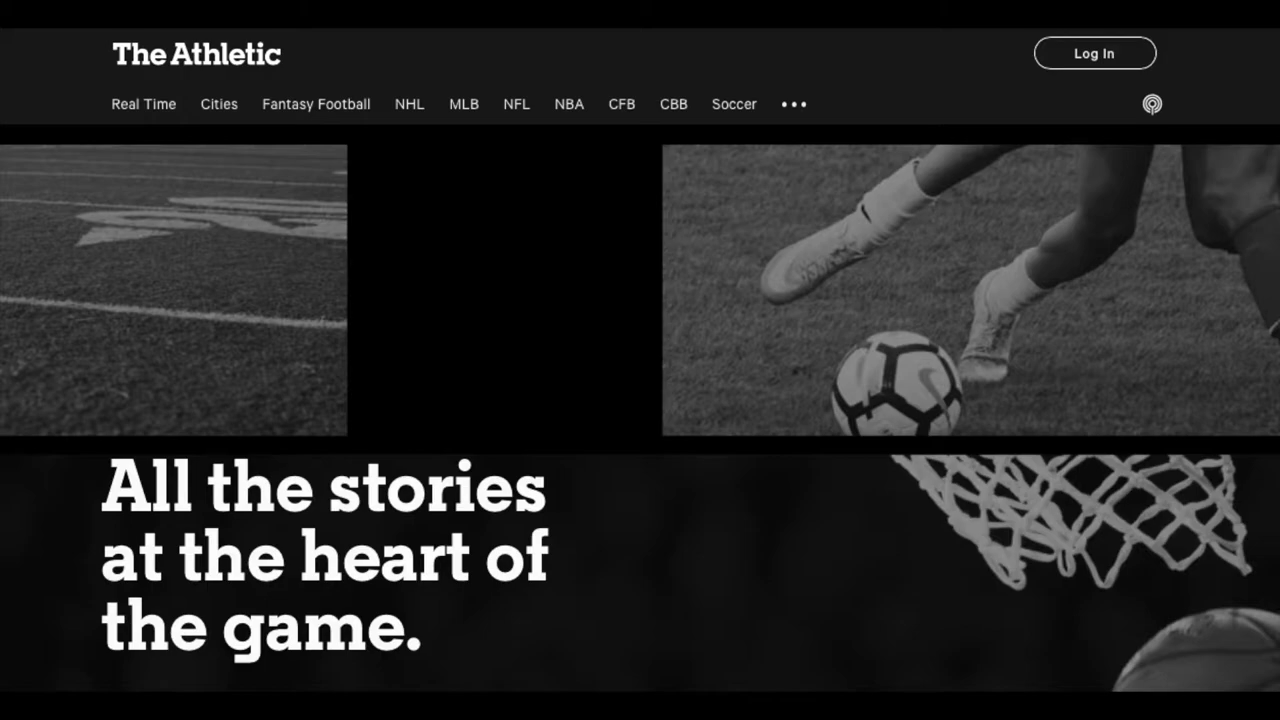 The Athletic
Log In
Real Time Cities Fantasy Football NHL MLB NFL NBA CFB CBB Soccer •••
All the stories
at the heart of
the game.